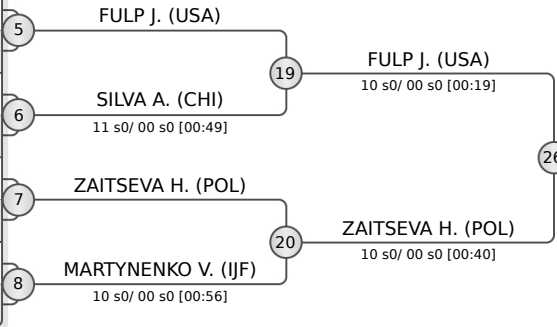 5
FULP J. (USA)
19
FULP J. (USA)
10 s0/ 00 s0 [00:19]
6
SILVA A. (CHI)
11 s0/ 00 s0 [00:49]
26
7
ZAITSEVA H. (POL)
20
ZAITSEVA H. (POL)
10 s0/ 00 s0 [00:40]
8
MARTYNENKO V. (IJF)
10 s0/ 00 s0 [00:56]